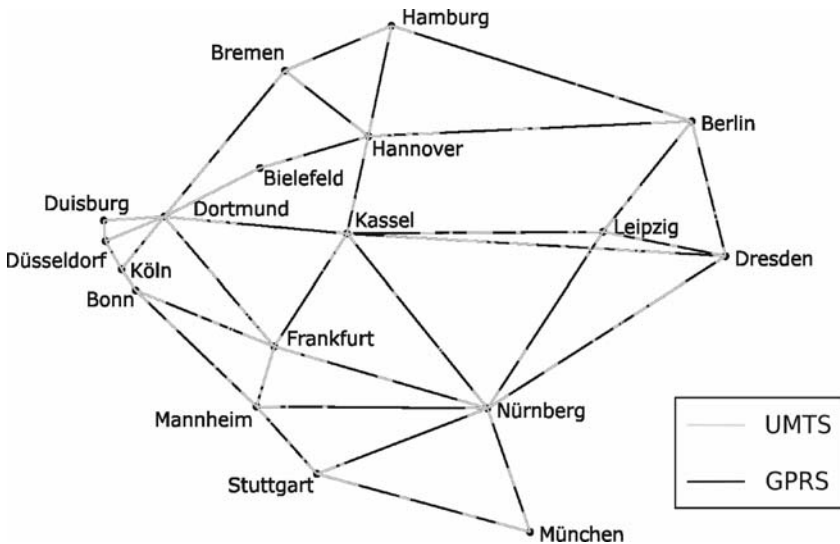 Hamburg
Bremen
Berlin
Hannover
Bielefeld
Duisburg
Dortmund
Kassel
Leipzig
Düsseldorf
Köln
Dresden
Bonn
Frankfurt
Mannheim
Nürnberg
UMTS
Stuttgart
GPRS
München